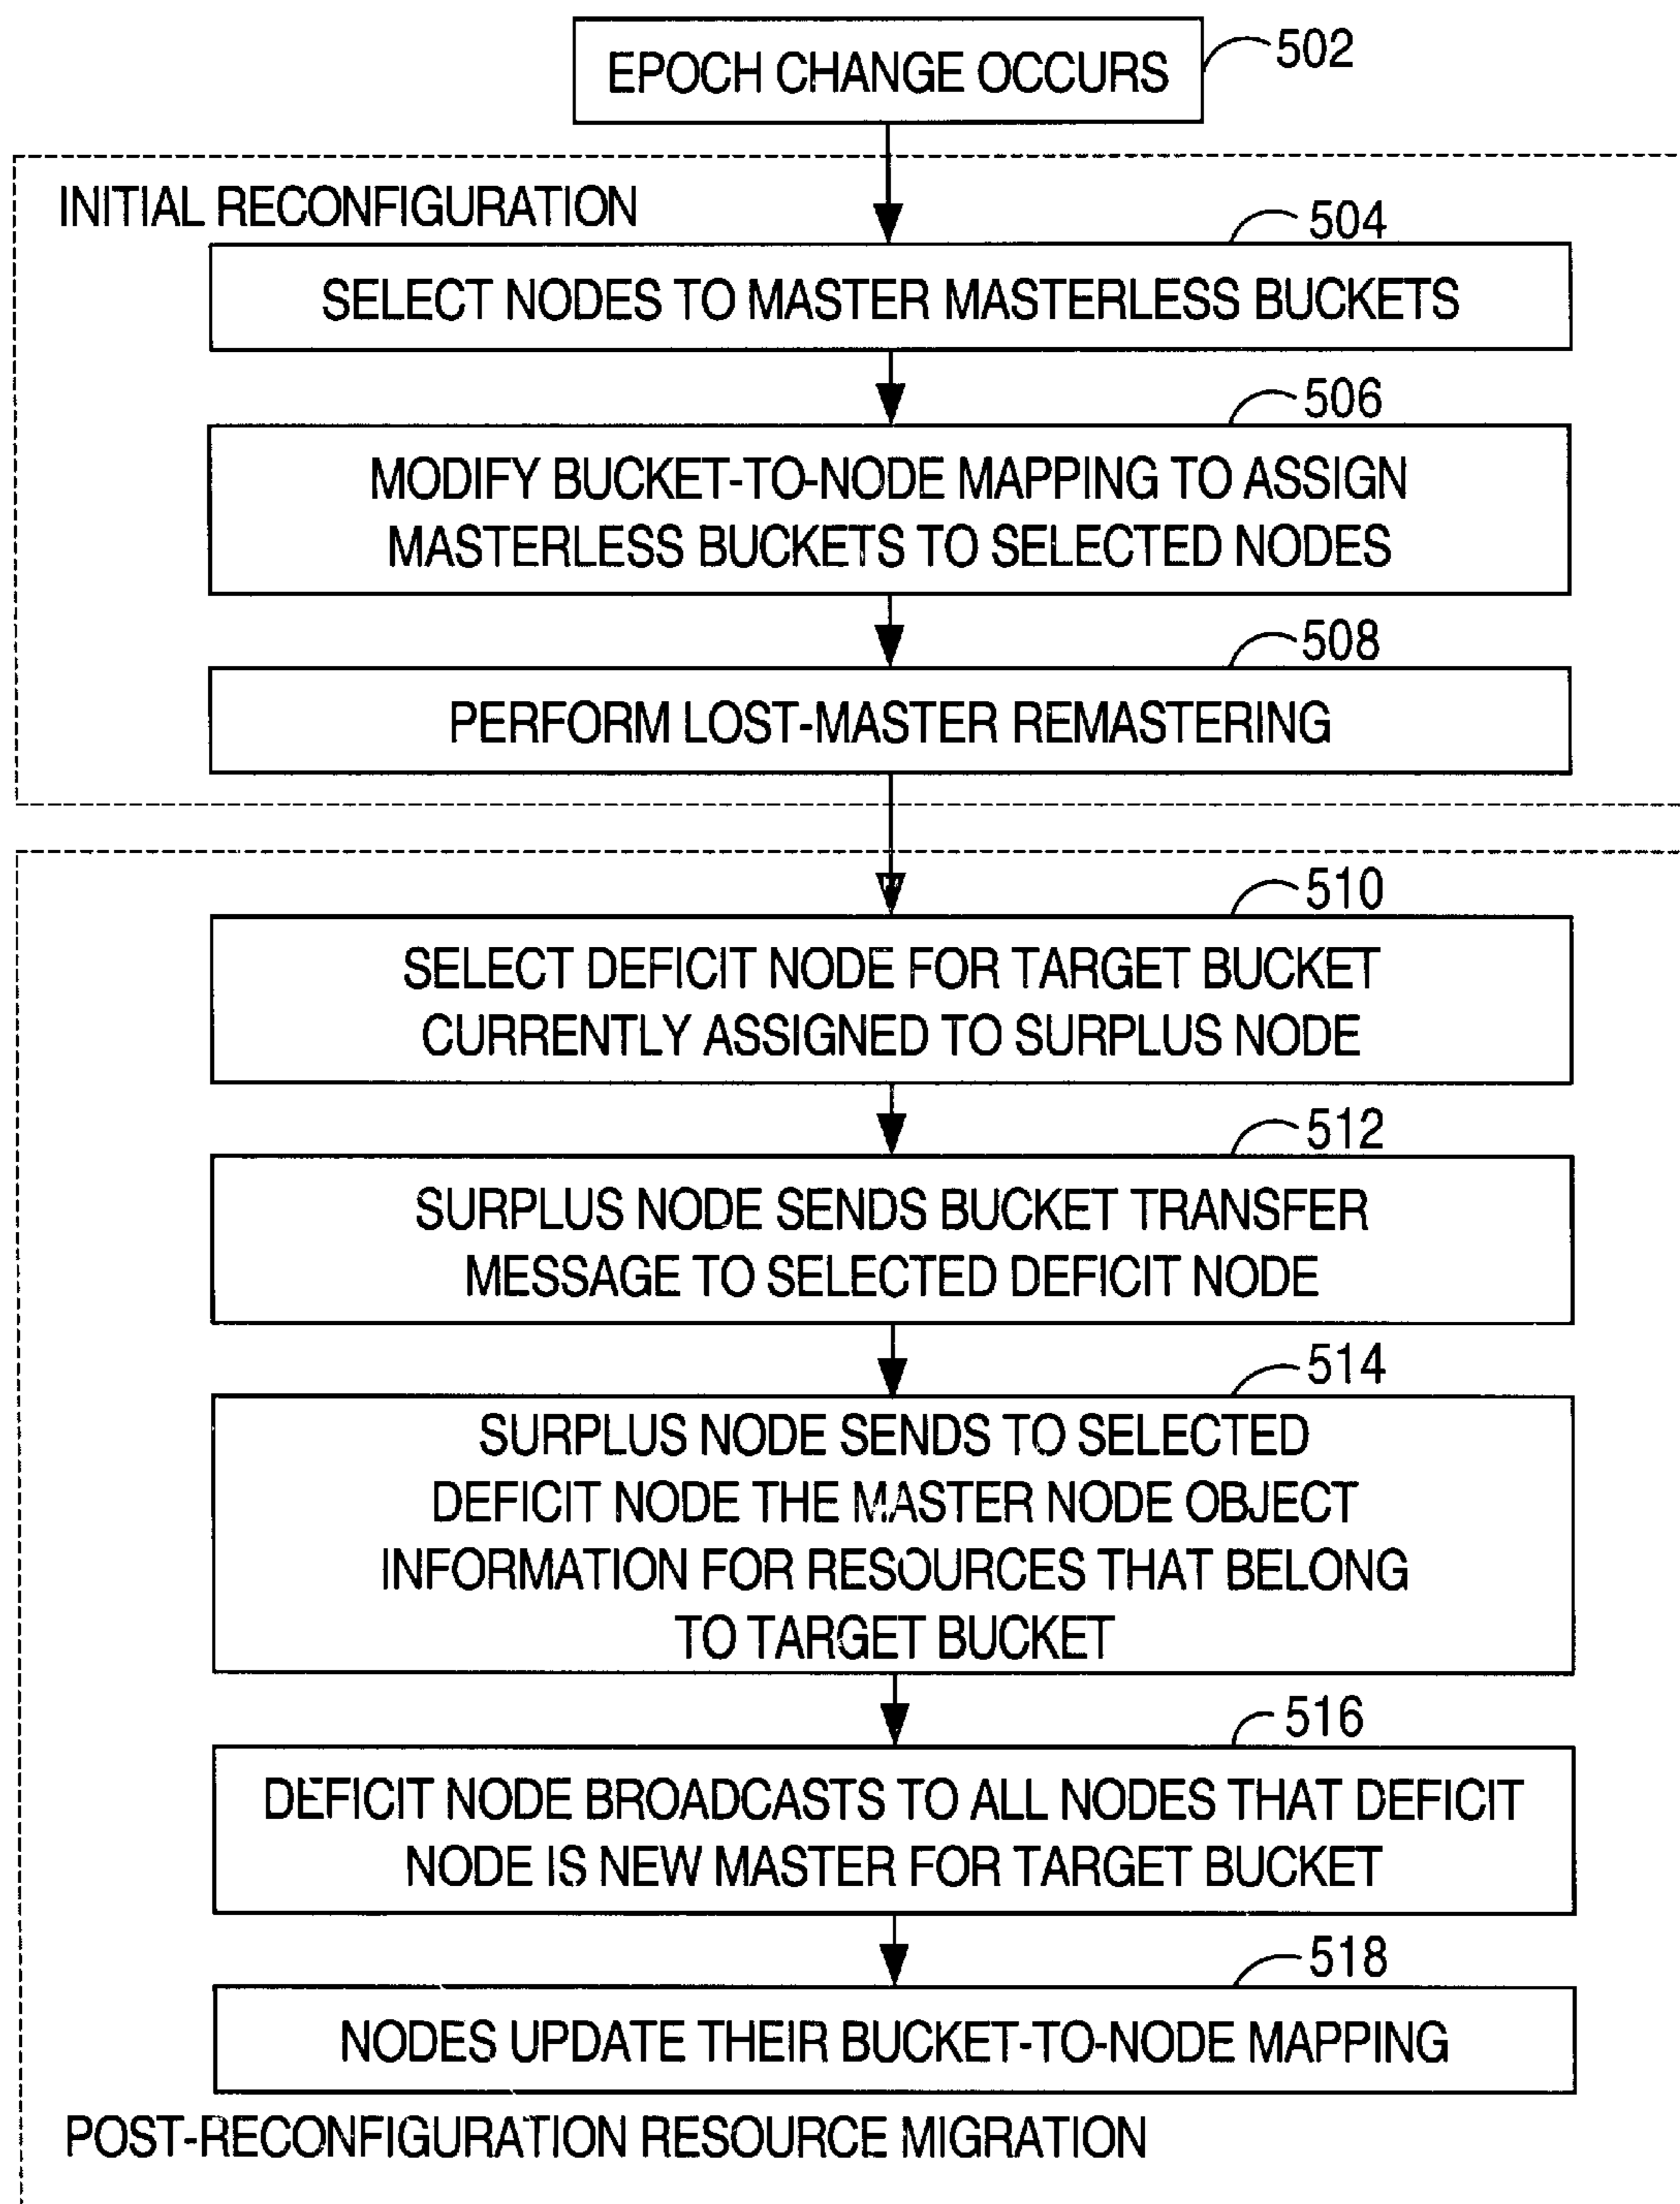 EPOCH CHANGE OCCURS
502
INITIAL RECONFIGURATION
504
SELECT NODES TO MASTER MASTERLESS BUCKETS
506
MODIFY BUCKET-TO-NODE MAPPING TO ASSIGN
MASTERLESS BUCKETS TO SELECTED NODES
508
PERFORM LOST-MASTER REMASTERING
510
SELECT DEFICIT NODE FOR TARGET BUCKET
CURRENTLY ASSIGNED TO SURPLUS NODE
512
SURPLUS NODE SENDS BUCKET TRANSFER
MESSAGE TO SELECTED DEFICIT NODE
514
SURPLUS NODE SENDS TO SELECTED
DEFICIT NODE THE MASTER NODE OBJECT
INFORMATION FOR RESOURCES THAT BELONG
TO TARGET BUCKET
516
DEFICIT NODE BROADCASTS TO ALL NODES THAT DEFICIT
NODE IS NEW MASTER FOR TARGET BUCKET
518
NODES UPDATE THEIR BUCKET-TO-NODE MAPPING
POST-RECONFIGURATION RESOURCE MIGRATION